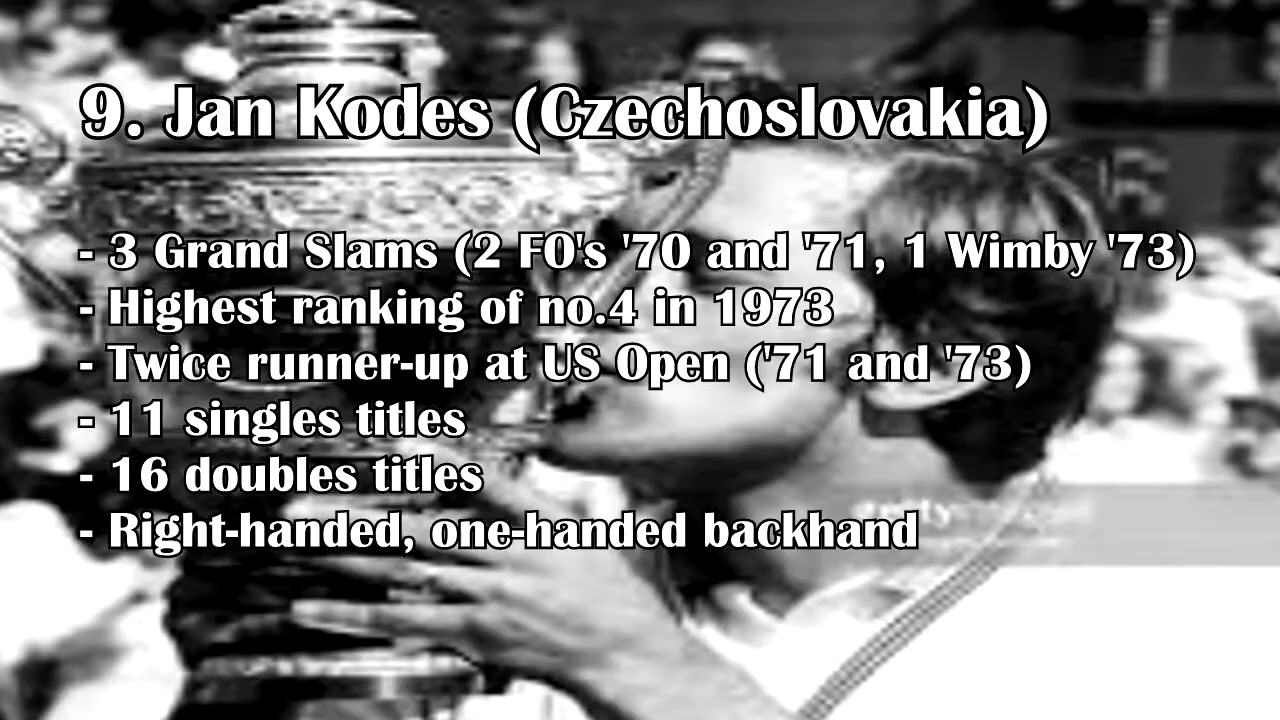 9. Jan Kodes (Czechoslovakia)
- 3 Grand Slams (2 FO's '70 and '71, 1 Wimby '73)
- Highest ranking of no.4 in 1973
- Twice runner-up at US Open ('71 and '73)
- 11 singles titles
- 16 doubles titles
- Right-handed, one-handed backhand